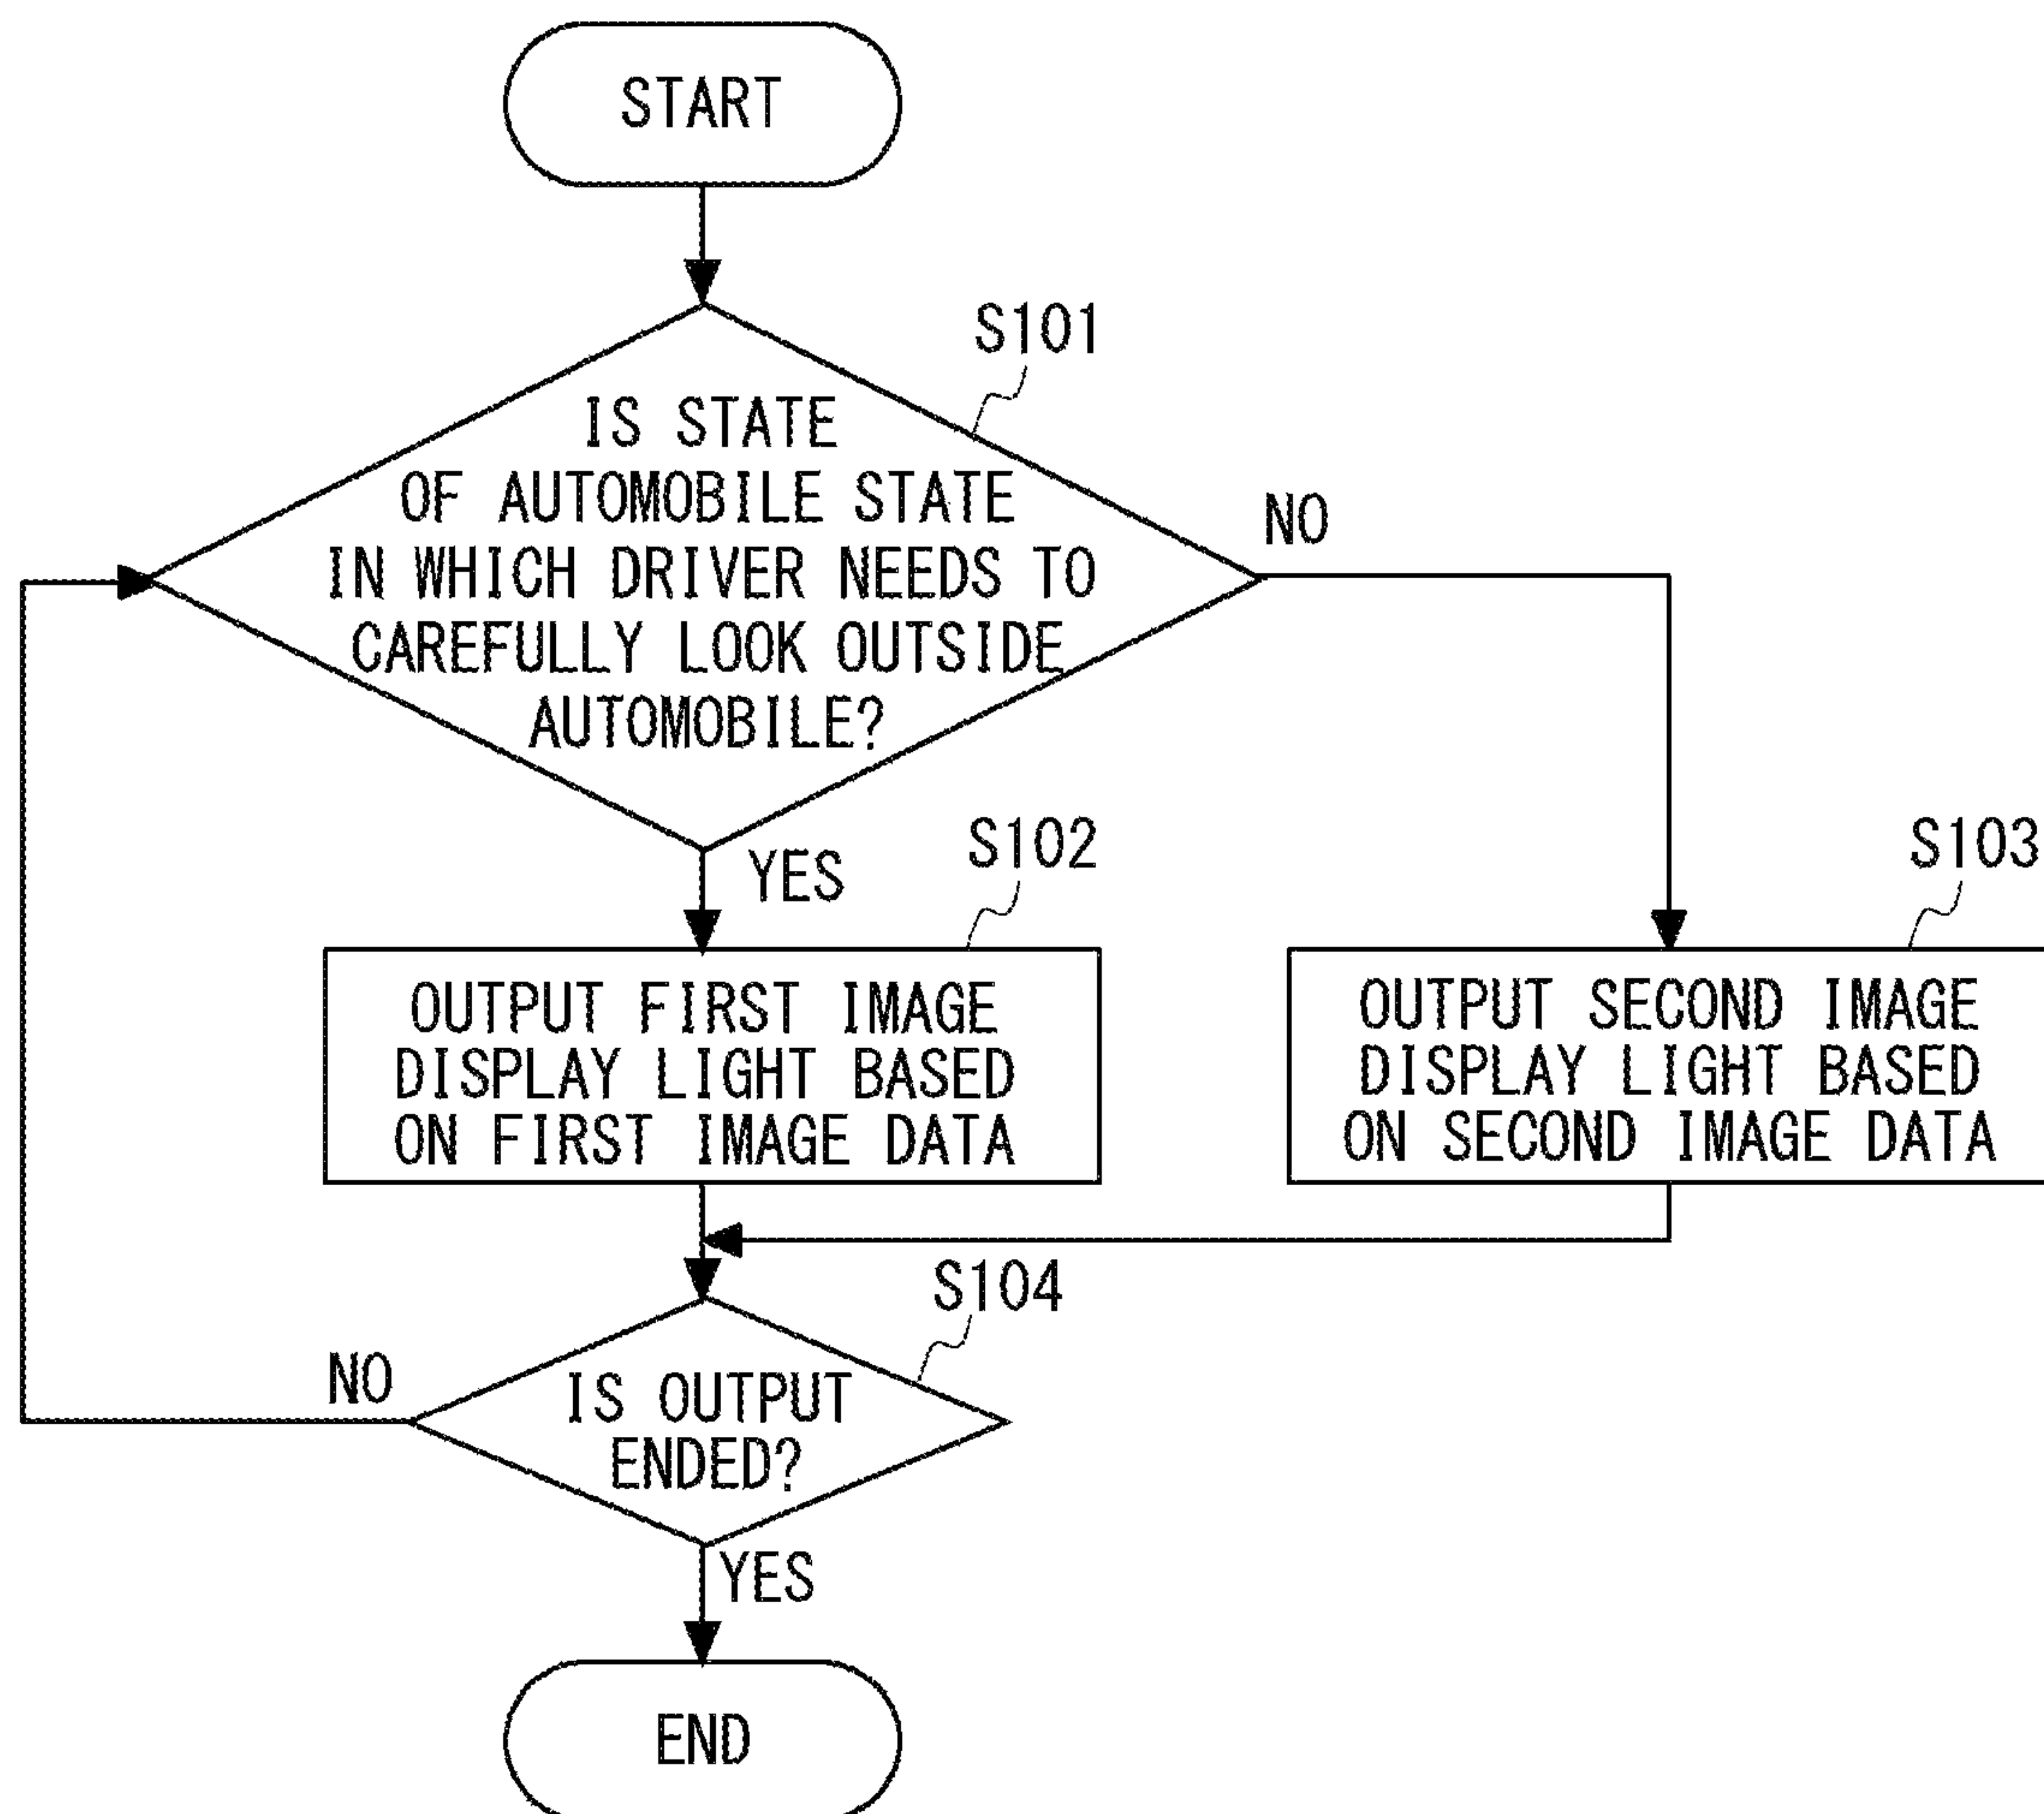 START
S101
IS STATE
OF AUTOMOBILE STATE
IN WHICH DRIVER NEEDS TO
CAREFULLY LOOK OUTSIDE
AUTOMOBILE?
NO
YES
S102
S103
OUTPUT FIRST IMAGE
DISPLAY LIGHT BASED
ON FIRST IMAGE DATA
OUTPUT SECOND IMAGE
DISPLAY LIGHT BASED
ON SECOND IMAGE DATA
S104
NO
IS OUTPUT
ENDED?
YES
END